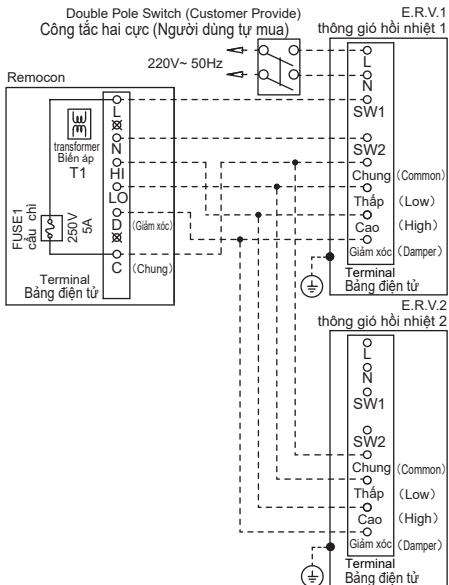 Double Pole Switch (Customer Provide)
Công tắc hai cực (Người dùng tự mua)
220V~ 50Hz
E.R.V.1
thông gió hồi nhiệt 1
L
N
SW1
SW2
Chung (Common)
Thấp (Low)
Cao (High)
Giảm xóc (Damper)
Terminal
Bảng điện tử
Remocon
transformer
Biến áp
T1
FUSE1
cầu chì
250V
5A
L
N
HI
LO
D (Giảm xóc)
C (Chung)
Terminal
Bảng điện tử
E.R.V.2
thông gió hồi nhiệt 2
L
N
SW1
SW2
Chung (Common)
Thấp (Low)
Cao (High)
Giảm xóc (Damper)
Terminal
Bảng điện tử